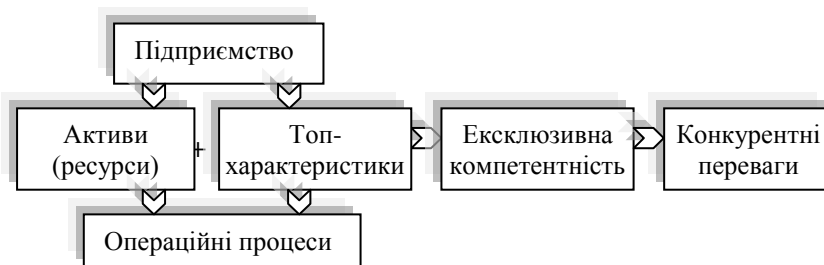 Підприємство
Активи
(ресурси)
+
Топ-
характеристики
Ексклюзивна
компетентність
Конкурентні
переваги
Операційні процеси